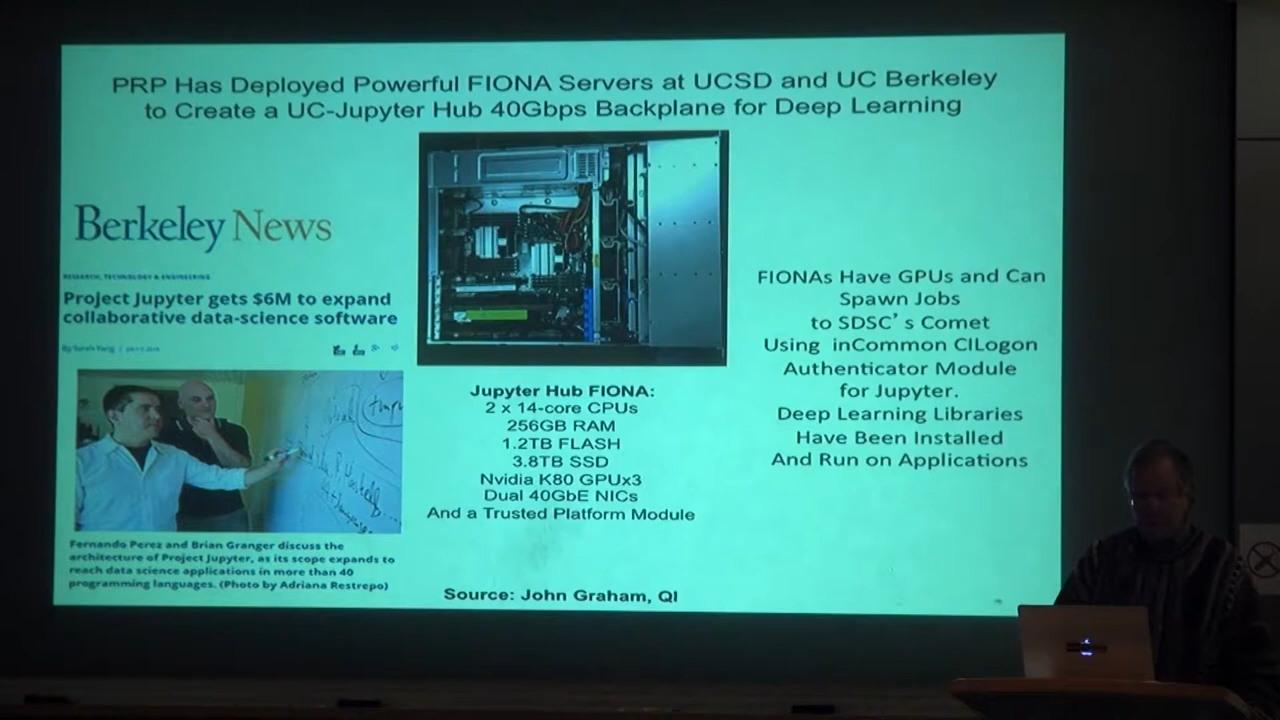 PRP Has Deployed Powerful FIONA Servers at UCSD and UC Berkeley
to Create a UC-Jupyter Hub 40Gbps Backplane for Deep Learning
Berkeley News
RESEARCH, TECHNOLOGY & ENGINEERING
Project Jupyter gets $6M to expand
collaborative data-science software
Fernando Perez and Brian Granger discuss the
architecture of Project Jupyter, as its scope expands to
reach data science applications in more than 40
programming languages. (Photo by Adriana Restrepo)
Jupyter Hub FIONA:
2 x 14-core CPUs
256GB RAM
1.2TB FLASH
3.8TB SSD
Nvidia K80 GPUx3
Dual 40GbE NICs
And a Trusted Platform Module
Source: John Graham, QI
FIONAs Have GPUs and Can
Spawn Jobs
to SDSC's Comet
Using inCommon CILogon
Authenticator Module
for Jupyter.
Deep Learning Libraries
Have Been Installed
And Run on Applications